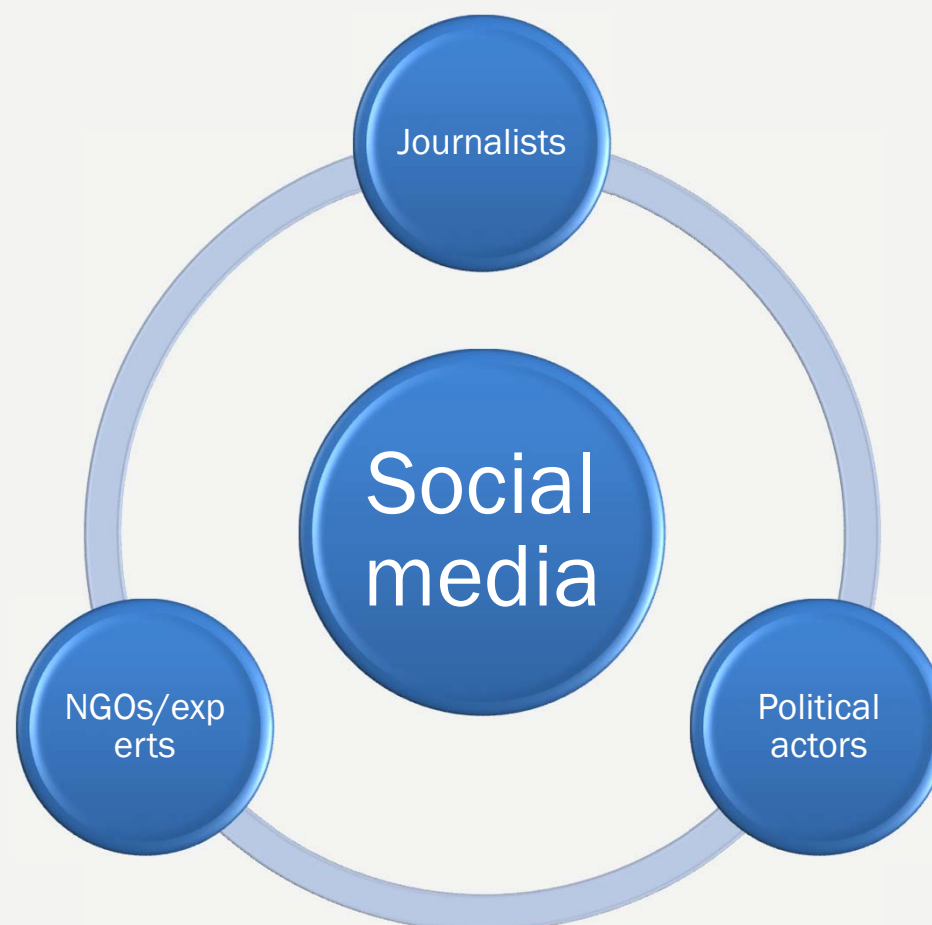 Journalists
Social
media
NGOs/exp
erts
Political
actors